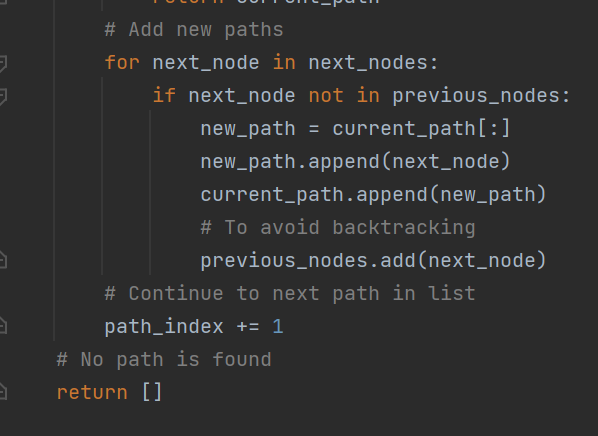 return current_path
# Add new paths
for next_node in next_nodes:
if next_node not in previous_nodes:
new_path = current_path[:]
new_path.append(next_node)
current_path.append(new_path)
# To avoid backtracking
previous_nodes.add(next_node)
# Continue to next path in list
path_index += 1
# No path is found
return []